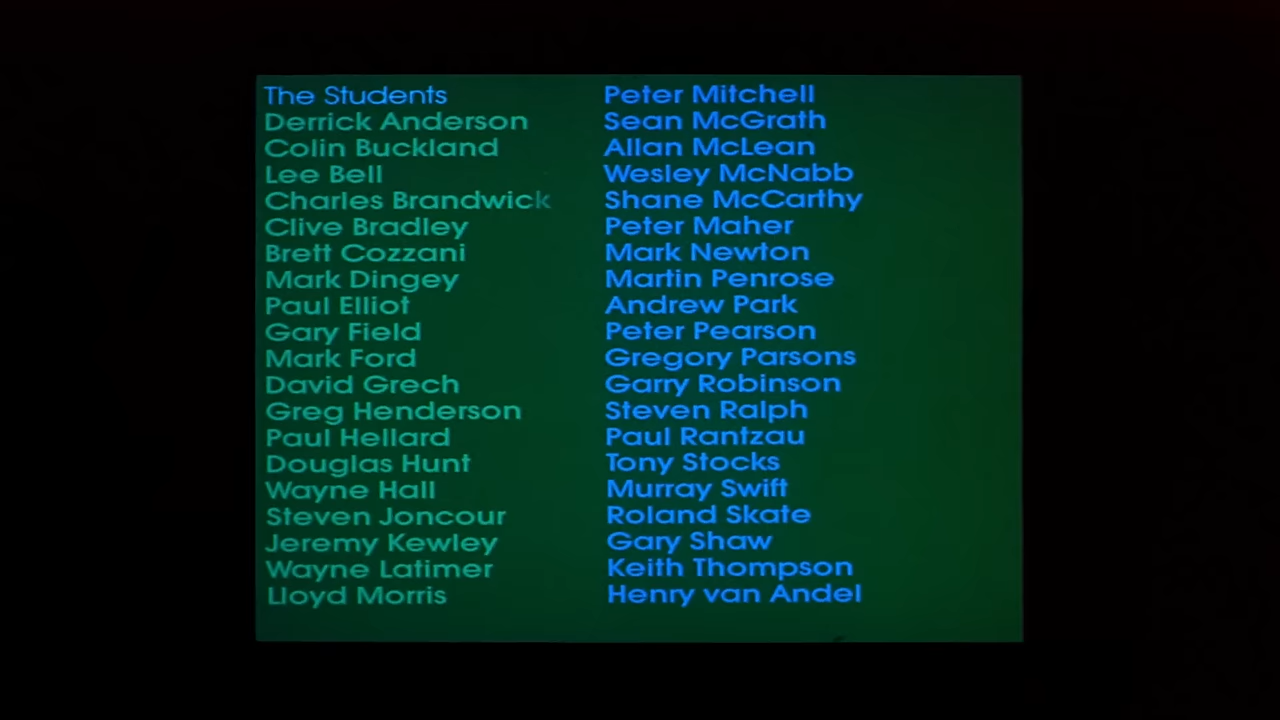 The Students
Derrick Anderson
Colin Buckland
Lee Bell
Charles Brandwick
Clive Bradley
Brett Cozzani
Mark Dingey
Paul Elliot
Gary Field
Mark Ford
David Grech
Greg Henderson
Paul Hellard
Douglas Hunt
Wayne Hall
Steven Joncour
Jeremy Kewley
Wayne Latimer
Lloyd Morris
Peter Mitchell
Sean McGrath
Allan McLean
Wesley McNabb
Shane McCarthy
Peter Maher
Mark Newton
Martin Penrose
Andrew Park
Peter Pearson
Gregory Parsons
Garry Robinson
Steven Ralph
Paul Rantzau
Tony Stocks
Murray Swift
Roland Skate
Gary Shaw
Keith Thompson
Henry van Andel